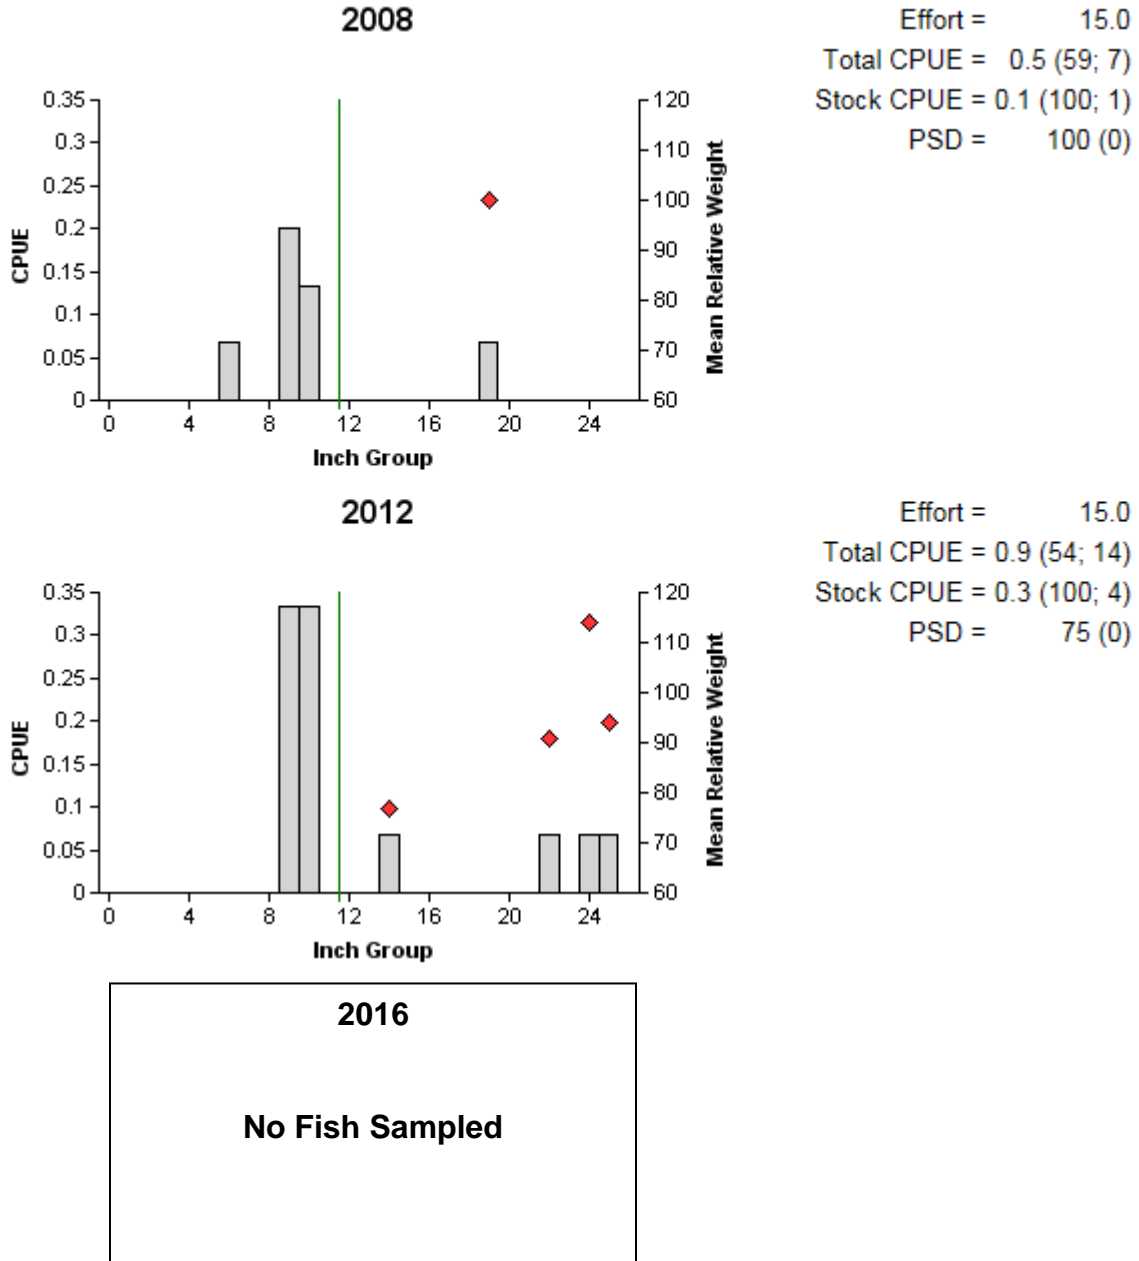 2008
Effort = 15.0
Total CPUE = 0.5 (59; 7)
Stock CPUE = 0.1 (100; 1)
PSD = 100 (0)
0.35
0.3
0.25
0.2
0.15
0.1
0.05
0
CPUE
120
110
100
90
80
70
60
Mean Relative Weight
0 4 8 12 16 20 24
Inch Group
2012
Effort = 15.0
Total CPUE = 0.9 (54; 14)
Stock CPUE = 0.3 (100; 4)
PSD = 75 (0)
0.35
0.3
0.25
0.2
0.15
0.1
0.05
0
CPUE
120
110
100
90
80
70
60
Mean Relative Weight
0 4 8 12 16 20 24
Inch Group
2016
No Fish Sampled